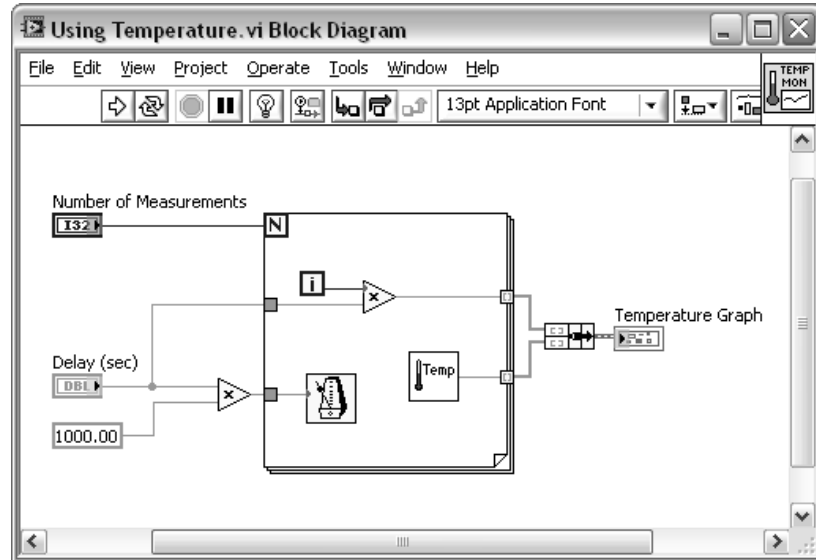 Using Temperature.vi Block Diagram
File Edit View Project Operate Tools Window Help
TEMP
MON
13pt Application Font
Number of Measurements
I32
N
i
x
Temperature Graph
Delay (sec)
DBL
x
Temp
1000.00